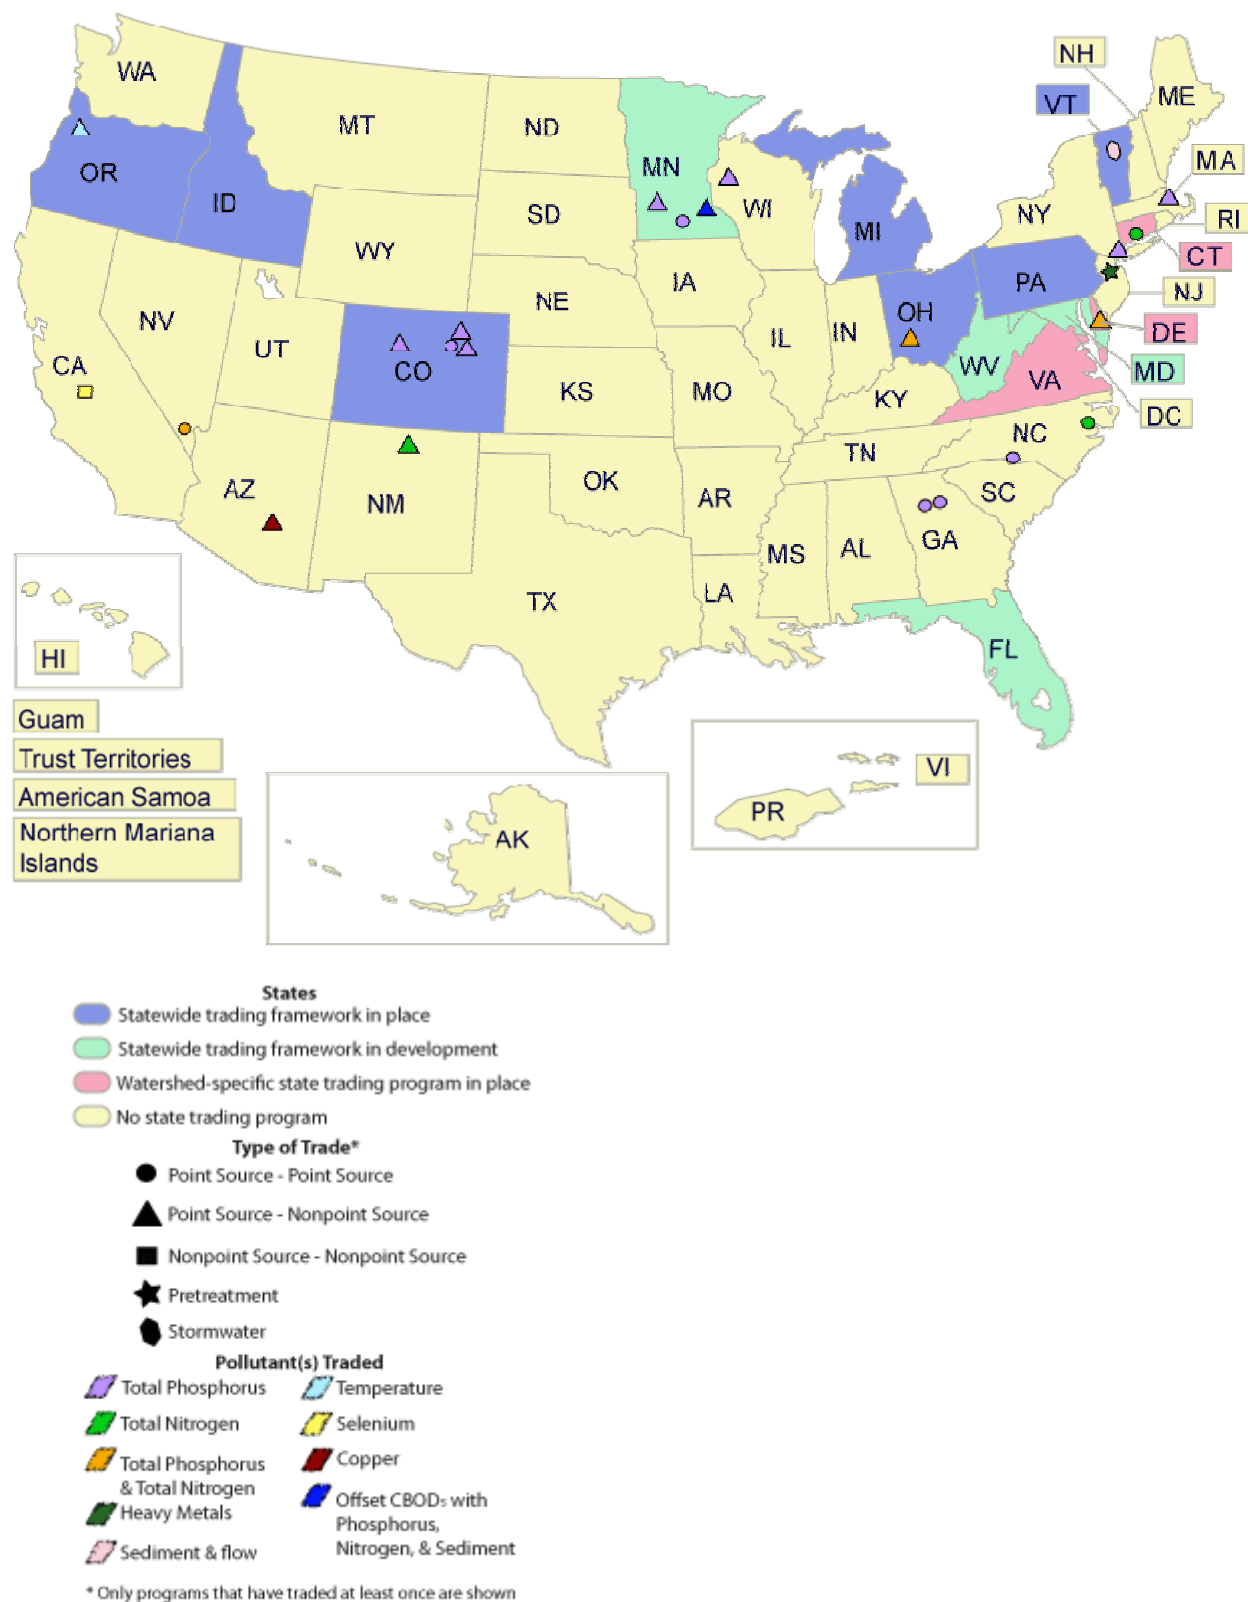 NH
WA
ME
VT
MT
ND
MN
MA
OR
ID
SD
WI
NY
RI
MI
WY
CT
IA
PA
NE
NJ
NV
OH
IN
IL
UT
DE
CA
CO
WV
MD
VA
KS
MO
KY
DC
NC
TN
OK
AZ
NM
AR
SC
GA
MS
AL
TX
LA
FL
HI
Guam
Trust Territories
American Samoa
Northern Mariana
Islands
VI
PR
AK
States
Statewide trading framework in place
Statewide trading framework in development
Watershed-specific state trading program in place
No state trading program
Type of Trade*
Point Source - Point Source
Point Source - Nonpoint Source
Nonpoint Source - Nonpoint Source
Pretreatment
Stormwater
Pollutant(s) Traded
Total Phosphorus
Temperature
Total Nitrogen
Selenium
Total Phosphorus
& Total Nitrogen
Copper
Heavy Metals
Offset CBOD₅ with
Phosphorus,
Nitrogen, & Sediment
Sediment & flow
* Only programs that have traded at least once are shown